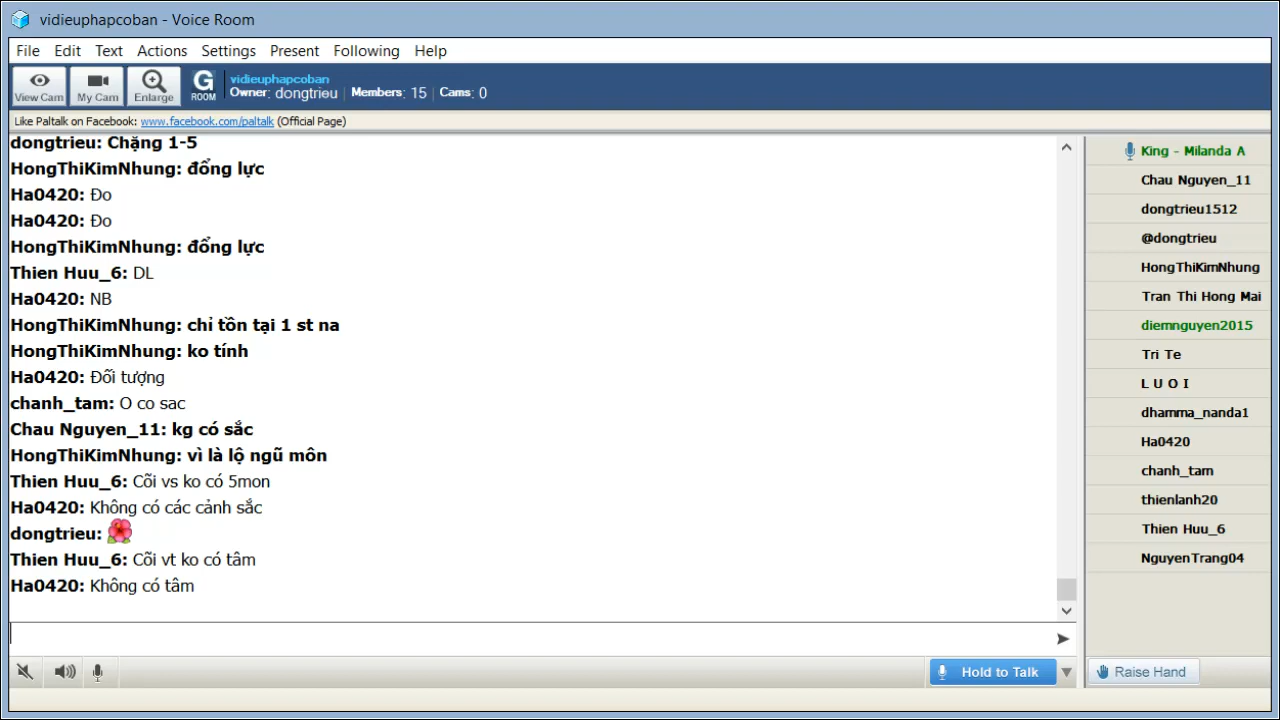 vidieuphapcoban - Voice Room
File Edit Text Actions Settings Present Following Help
View Cam My Cam Enlarge G ROOM
vidieuphapcoban
Owner: dongtrieu Members: 15 Cams: 0
Like Paltalk on Facebook: www.facebook.com/paltalk (Official Page)
dongtrieu: Chặng 1-5
HongThiKimNhung: đổng lực
Ha0420: Đo
Ha0420: Đo
HongThiKimNhung: đổng lực
Thien Huu_6: DL
Ha0420: NB
HongThiKimNhung: chỉ tồn tại 1 st na
HongThiKimNhung: ko tính
Ha0420: Đối tượng
chanh_tam: O co sac
Chau Nguyen_11: kg có sắc
HongThiKimNhung: vì là lộ ngũ môn
Thien Huu_6: Cõi vs ko có 5mon
Ha0420: Không có các cảnh sắc
dongtrieu:
Thien Huu_6: Cõi vt ko có tâm
Ha0420: Không có tâm
King - Milanda A
Chau Nguyen_11
dongtrieu1512
@dongtrieu
HongThiKimNhung
Tran Thi Hong Mai
diemnguyen2015
Tri Te
L U O I
dhamma_nanda1
Ha0420
chanh_tam
thienlanh20
Thien Huu_6
NguyenTrang04
Hold to Talk
Raise Hand